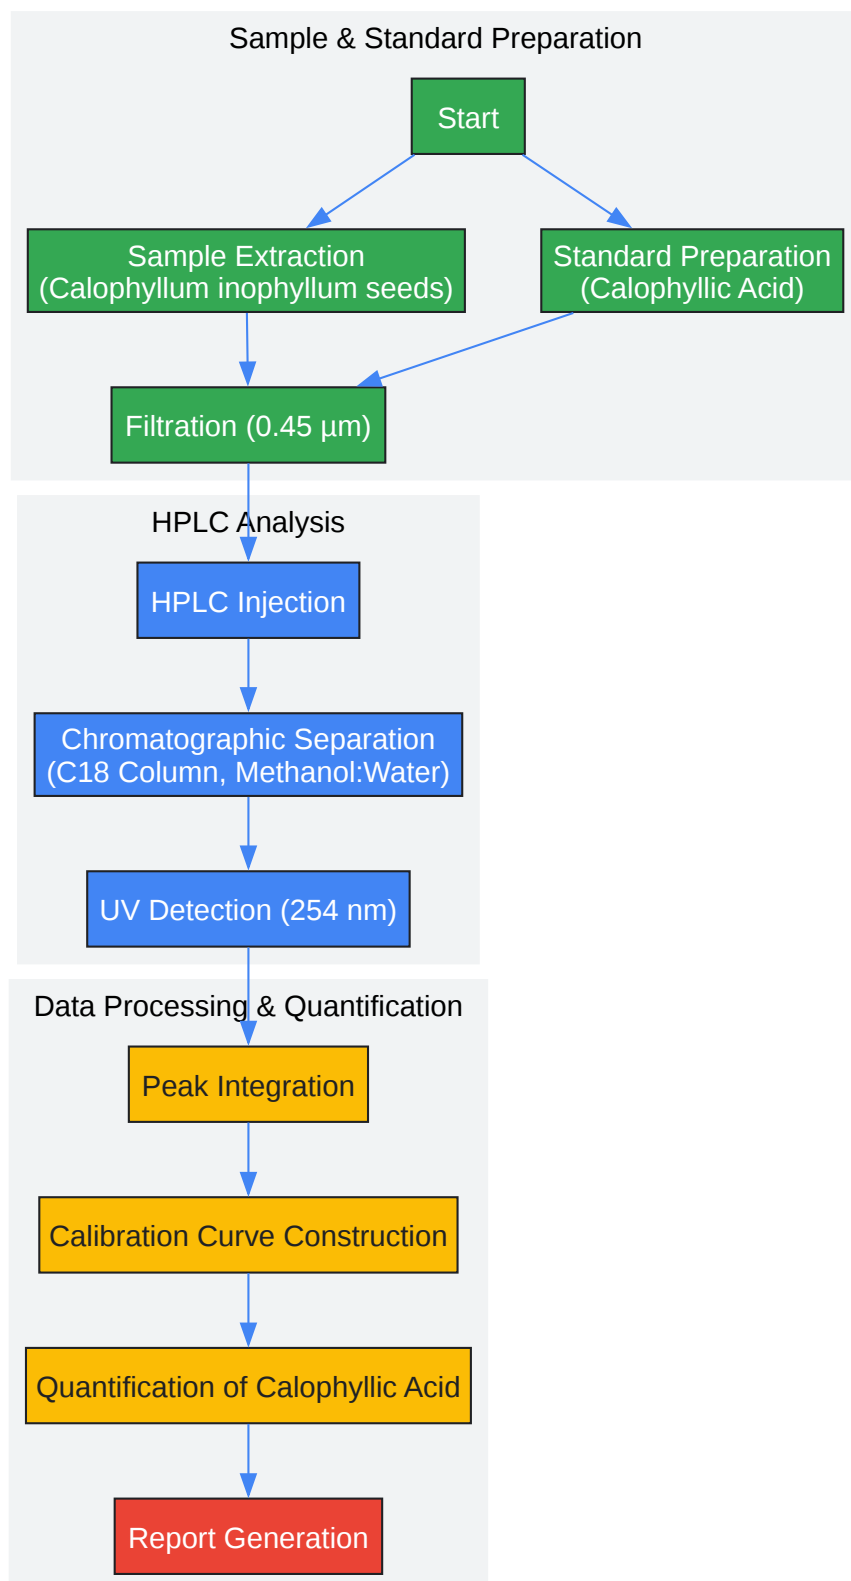 Sample & Standard Preparation
Start
Sample Extraction
(Calophyllum inophyllum seeds)
Standard Preparation
(Calophyllic Acid)
Filtration (0.45 µm)
HPLC Analysis
HPLC Injection
Chromatographic Separation
(C18 Column, Methanol:Water)
UV Detection (254 nm)
Data Processing & Quantification
Peak Integration
Calibration Curve Construction
Quantification of Calophyllic Acid
Report Generation